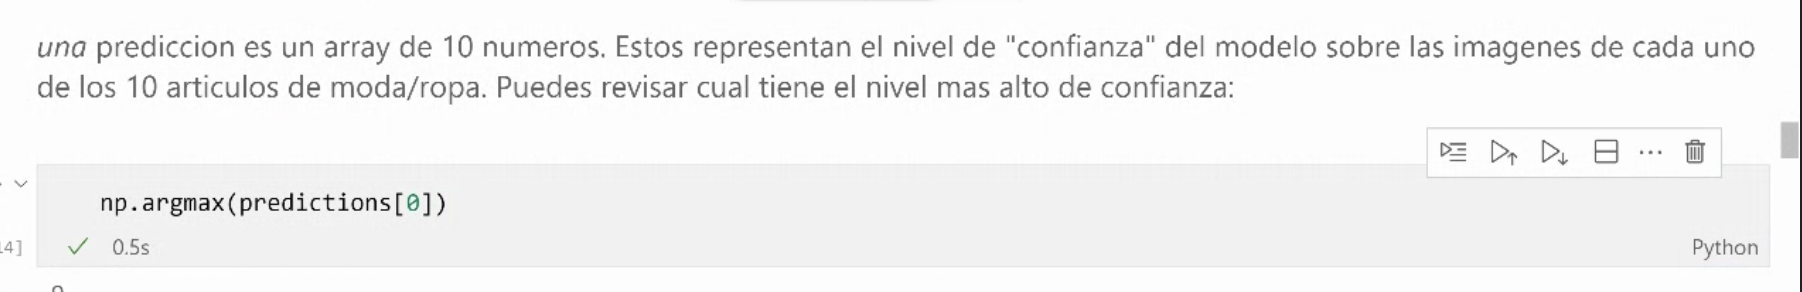 una prediccion es un array de 10 numeros. Estos representan el nivel de "confianza" del modelo sobre las imagenes de cada uno
de los 10 articulos de moda/ropa. Puedes revisar cual tiene el nivel mas alto de confianza:
np.argmax(predictions[0])
4] 0.5s Python